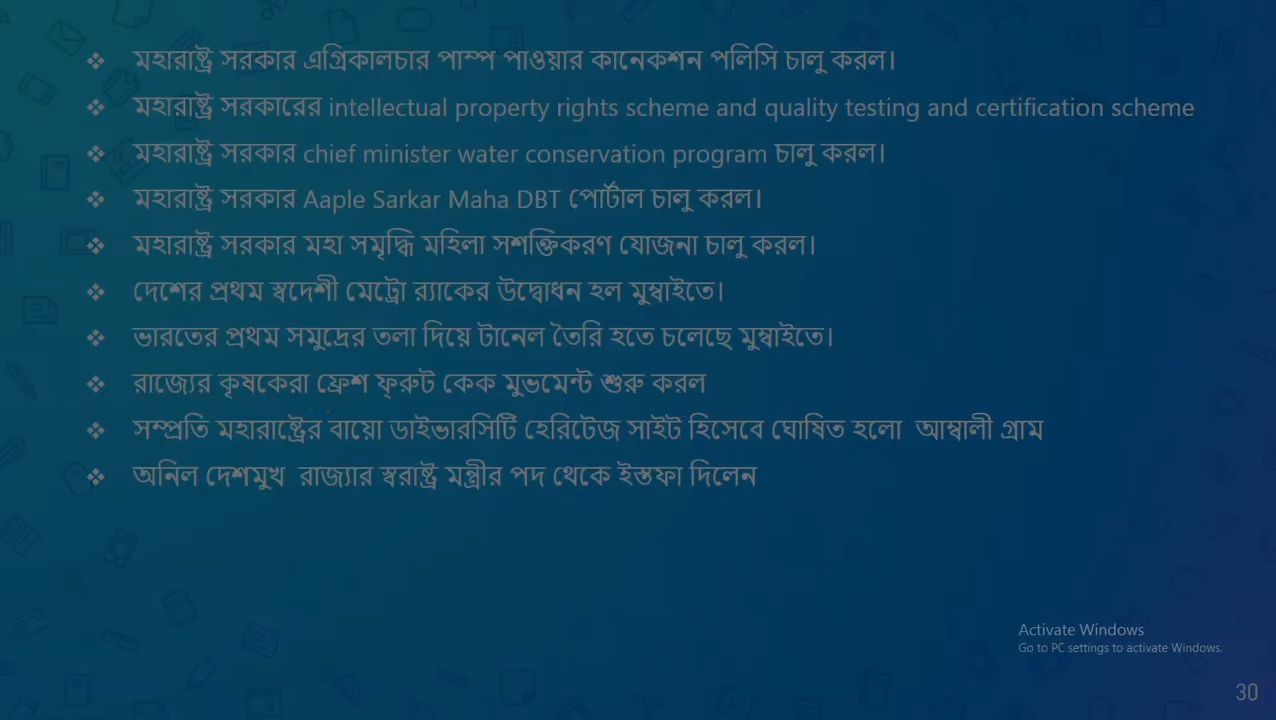 ❖ মহারাষ্ট্র সরকার এগ্রিকালচার পাম্প পাওয়ার কানেকশন পলিসি চালু করল।
❖ মহারাষ্ট্র সরকারের intellectual property rights scheme and quality testing and certification scheme
❖ মহারাষ্ট্র সরকার chief minister water conservation program চালু করল।
❖ মহারাষ্ট্র সরকার Aaple Sarkar Maha DBT পোর্টাল চালু করল।
❖ মহারাষ্ট্র সরকার মহা সমৃদ্ধি মহিলা সশক্তিকরণ যোজনা চালু করল।
❖ দেশের প্রথম স্বদেশী মেট্রো র‍্যাকের উদ্বোধন হল মুম্বাইতে।
❖ ভারতের প্রথম সমুদ্রের তলা দিয়ে টানেল তৈরি হতে চলেছে মুম্বাইতে।
❖ রাজ্যের কৃষকেরা ফ্রেশ ফ্রুট কেক মুভমেন্ট শুরু করল
❖ সম্প্রতি মহারাষ্ট্রের বায়ো ডাইভারসিটি হেরিটেজ সাইট হিসেবে ঘোষিত হলো আম্বালী গ্রাম
❖ অনিল দেশমুখ রাজ্যার স্বরাষ্ট্র মন্ত্রীর পদ থেকে ইস্তফা দিলেন
Activate Windows
Go to PC settings to activate Windows.
30